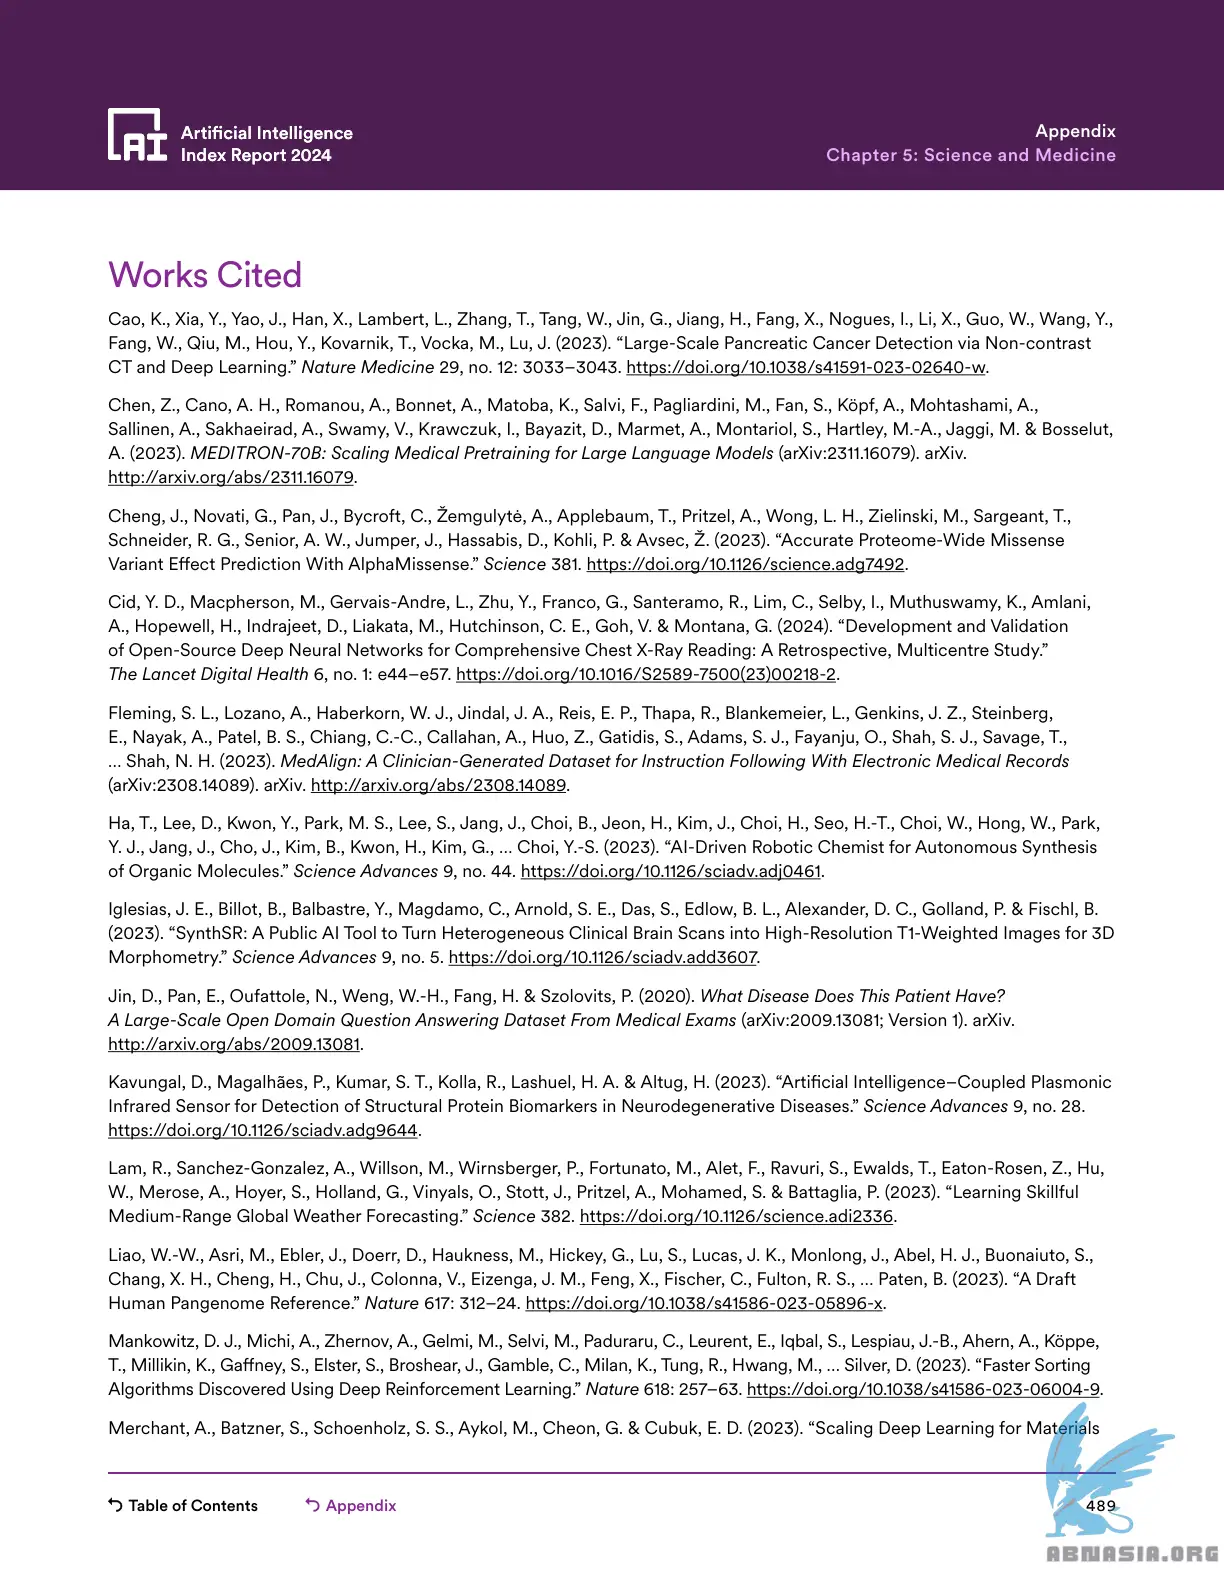 Artificial Intelligence
Index Report 2024
Appendix
Chapter 5: Science and Medicine
Works Cited
Cao, K., Xia, Y., Yao, J., Han, X., Lambert, L., Zhang, T., Tang, W., Jin, G., Jiang, H., Fang, X., Nogues, I., Li, X., Guo, W., Wang, Y.,
Fang, W., Qiu, M., Hou, Y., Kovarnik, T., Vocka, M., Lu, J. (2023). “Large-Scale Pancreatic Cancer Detection via Non-contrast
CT and Deep Learning.” Nature Medicine 29, no. 12: 3033–3043. https://doi.org/10.1038/s41591-023-02640-w.
Chen, Z., Cano, A. H., Romanou, A., Bonnet, A., Matoba, K., Salvi, F., Pagliardini, M., Fan, S., Köpf, A., Mohtashami, A.,
Sallinen, A., Sakhaeirad, A., Swamy, V., Krawczuk, I., Bayazit, D., Marmet, A., Montariol, S., Hartley, M.-A., Jaggi, M. & Bosselut,
A. (2023). MEDITRON-70B: Scaling Medical Pretraining for Large Language Models (arXiv:2311.16079). arXiv.
http://arxiv.org/abs/2311.16079.
Cheng, J., Novati, G., Pan, J., Bycroft, C., Žemgulytė, A., Applebaum, T., Pritzel, A., Wong, L. H., Zielinski, M., Sargeant, T.,
Schneider, R. G., Senior, A. W., Jumper, J., Hassabis, D., Kohli, P. & Avsec, Ž. (2023). “Accurate Proteome-Wide Missense
Variant Effect Prediction With AlphaMissense.” Science 381. https://doi.org/10.1126/science.adg7492.
Cid, Y. D., Macpherson, M., Gervais-Andre, L., Zhu, Y., Franco, G., Santeramo, R., Lim, C., Selby, I., Muthuswamy, K., Amlani,
A., Hopewell, H., Indrajeet, D., Liakata, M., Hutchinson, C. E., Goh, V. & Montana, G. (2024). “Development and Validation
of Open-Source Deep Neural Networks for Comprehensive Chest X-Ray Reading: A Retrospective, Multicentre Study.”
The Lancet Digital Health 6, no. 1: e44–e57. https://doi.org/10.1016/S2589-7500(23)00218-2.
Fleming, S. L., Lozano, A., Haberkorn, W. J., Jindal, J. A., Reis, E. P., Thapa, R., Blankemeier, L., Genkins, J. Z., Steinberg,
E., Nayak, A., Patel, B. S., Chiang, C.-C., Callahan, A., Huo, Z., Gatidis, S., Adams, S. J., Fayanju, O., Shah, S. J., Savage, T.,
… Shah, N. H. (2023). MedAlign: A Clinician-Generated Dataset for Instruction Following With Electronic Medical Records
(arXiv:2308.14089). arXiv. http://arxiv.org/abs/2308.14089.
Ha, T., Lee, D., Kwon, Y., Park, M. S., Lee, S., Jang, J., Choi, B., Jeon, H., Kim, J., Choi, H., Seo, H.-T., Choi, W., Hong, W., Park,
Y. J., Jang, J., Cho, J., Kim, B., Kwon, H., Kim, G., … Choi, Y.-S. (2023). “AI-Driven Robotic Chemist for Autonomous Synthesis
of Organic Molecules.” Science Advances 9, no. 44. https://doi.org/10.1126/sciadv.adj0461.
Iglesias, J. E., Billot, B., Balbastre, Y., Magdamo, C., Arnold, S. E., Das, S., Edlow, B. L., Alexander, D. C., Golland, P. & Fischl, B.
(2023). “SynthSR: A Public AI Tool to Turn Heterogeneous Clinical Brain Scans into High-Resolution T1-Weighted Images for 3D
Morphometry.” Science Advances 9, no. 5. https://doi.org/10.1126/sciadv.add3607.
Jin, D., Pan, E., Oufattole, N., Weng, W.-H., Fang, H. & Szolovits, P. (2020). What Disease Does This Patient Have?
A Large-Scale Open Domain Question Answering Dataset From Medical Exams (arXiv:2009.13081; Version 1). arXiv.
http://arxiv.org/abs/2009.13081.
Kavungal, D., Magalhães, P., Kumar, S. T., Kolla, R., Lashuel, H. A. & Altug, H. (2023). “Artificial Intelligence–Coupled Plasmonic
Infrared Sensor for Detection of Structural Protein Biomarkers in Neurodegenerative Diseases.” Science Advances 9, no. 28.
https://doi.org/10.1126/sciadv.adg9644.
Lam, R., Sanchez-Gonzalez, A., Willson, M., Wirnsberger, P., Fortunato, M., Alet, F., Ravuri, S., Ewalds, T., Eaton-Rosen, Z., Hu,
W., Merose, A., Hoyer, S., Holland, G., Vinyals, O., Stott, J., Pritzel, A., Mohamed, S. & Battaglia, P. (2023). “Learning Skillful
Medium-Range Global Weather Forecasting.” Science 382. https://doi.org/10.1126/science.adi2336.
Liao, W.-W., Asri, M., Ebler, J., Doerr, D., Haukness, M., Hickey, G., Lu, S., Lucas, J. K., Monlong, J., Abel, H. J., Buonaiuto, S.,
Chang, X. H., Cheng, H., Chu, J., Colonna, V., Eizenga, J. M., Feng, X., Fischer, C., Fulton, R. S., … Paten, B. (2023). “A Draft
Human Pangenome Reference.” Nature 617: 312–24. https://doi.org/10.1038/s41586-023-05896-x.
Mankowitz, D. J., Michi, A., Zhernov, A., Gelmi, M., Selvi, M., Paduraru, C., Leurent, E., Iqbal, S., Lespiau, J.-B., Ahern, A., Köppe,
T., Millikin, K., Gaffney, S., Elster, S., Broshear, J., Gamble, C., Milan, K., Tung, R., Hwang, M., … Silver, D. (2023). “Faster Sorting
Algorithms Discovered Using Deep Reinforcement Learning.” Nature 618: 257–63. https://doi.org/10.1038/s41586-023-06004-9.
Merchant, A., Batzner, S., Schoenholz, S. S., Aykol, M., Cheon, G. & Cubuk, E. D. (2023). “Scaling Deep Learning for Materials
Table of Contents
Appendix
489
ABNASIA.ORG